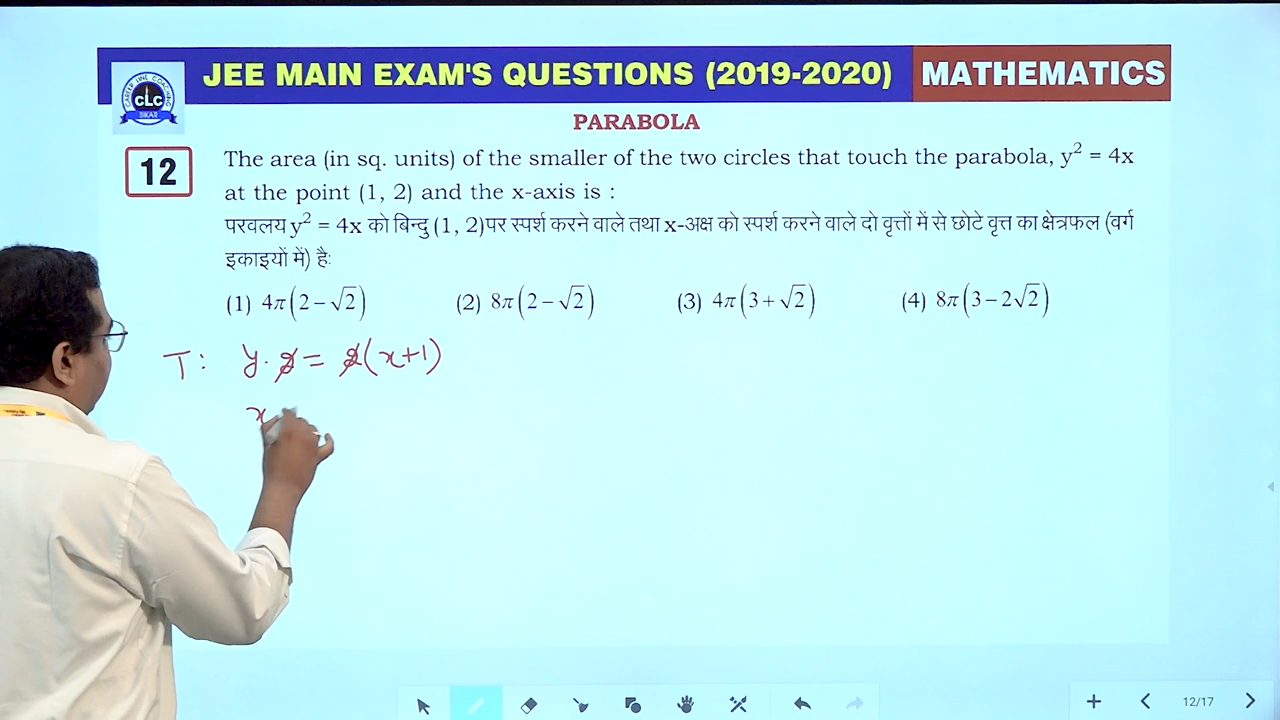 JEE MAIN EXAM'S QUESTIONS (2019-2020) MATHEMATICS
CAREER LINE COACHING
CLC
SIKAR
PARABOLA
12
The area (in sq. units) of the smaller of the two circles that touch the parabola, y² = 4x
at the point (1, 2) and the x-axis is :
परवलय y² = 4x को बिन्दु (1, 2)पर स्पर्श करने वाले तथा x-अक्ष को स्पर्श करने वाले दो वृत्तों में से छोटे वृत्त का क्षेत्रफल (वर्ग
इकाइयों में) है:
(1) 4π(2−√2) (2) 8π(2−√2) (3) 4π(3+√2) (4) 8π(3−2√2)
T: y·2 = 2(x+1)
x
12/17